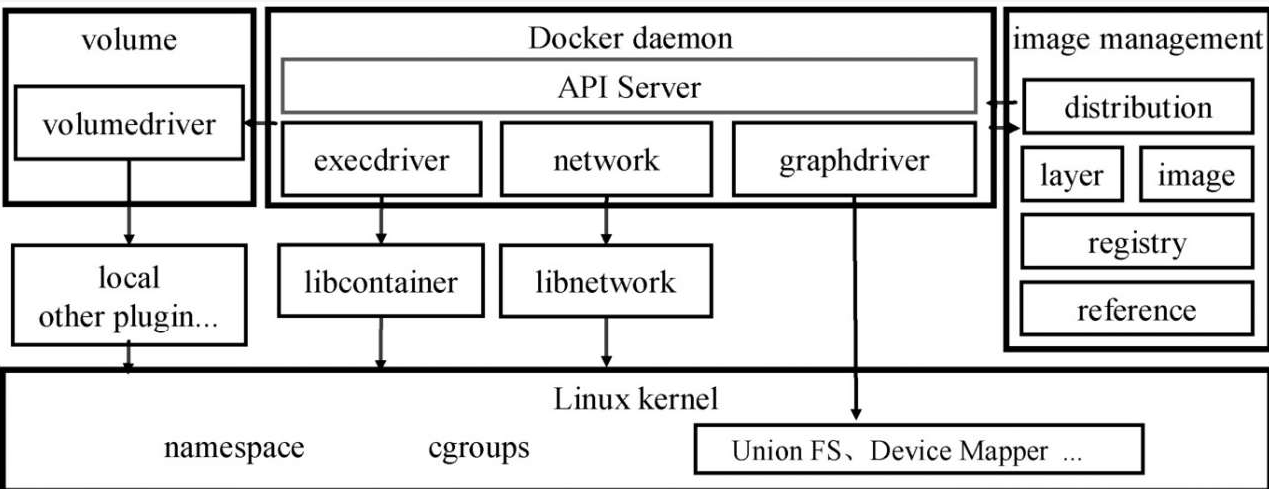 volume
volumedriver
local
other plugin...
Docker daemon
API Server
execdriver
network
graphdriver
libcontainer
libnetwork
image management
distribution
layer
image
registry
reference
Linux kernel
namespace
cgroups
Union FS、Device Mapper ...